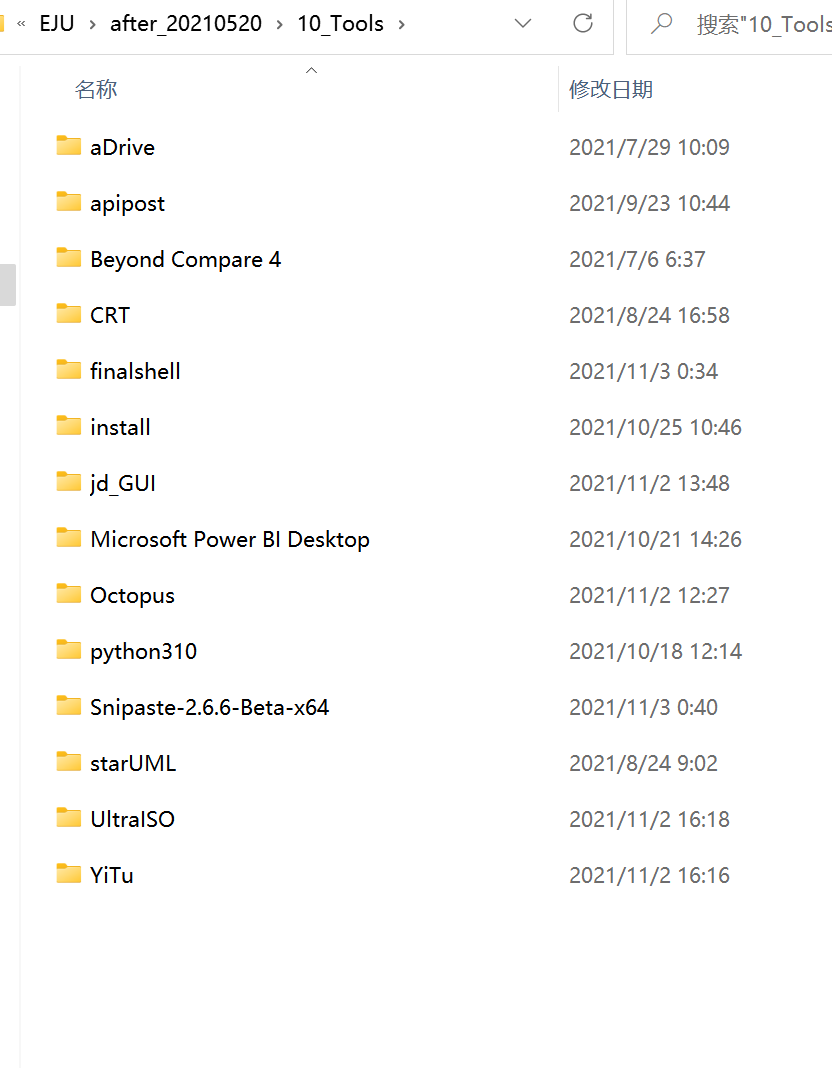 « EJU › after_20210520 › 10_Tools ›
搜索"10_Tools
名称 修改日期
aDrive 2021/7/29 10:09
apipost 2021/9/23 10:44
Beyond Compare 4 2021/7/6 6:37
CRT 2021/8/24 16:58
finalshell 2021/11/3 0:34
install 2021/10/25 10:46
jd_GUI 2021/11/2 13:48
Microsoft Power BI Desktop 2021/10/21 14:26
Octopus 2021/11/2 12:27
python310 2021/10/18 12:14
Snipaste-2.6.6-Beta-x64 2021/11/3 0:40
starUML 2021/8/24 9:02
UltraISO 2021/11/2 16:18
YiTu 2021/11/2 16:16